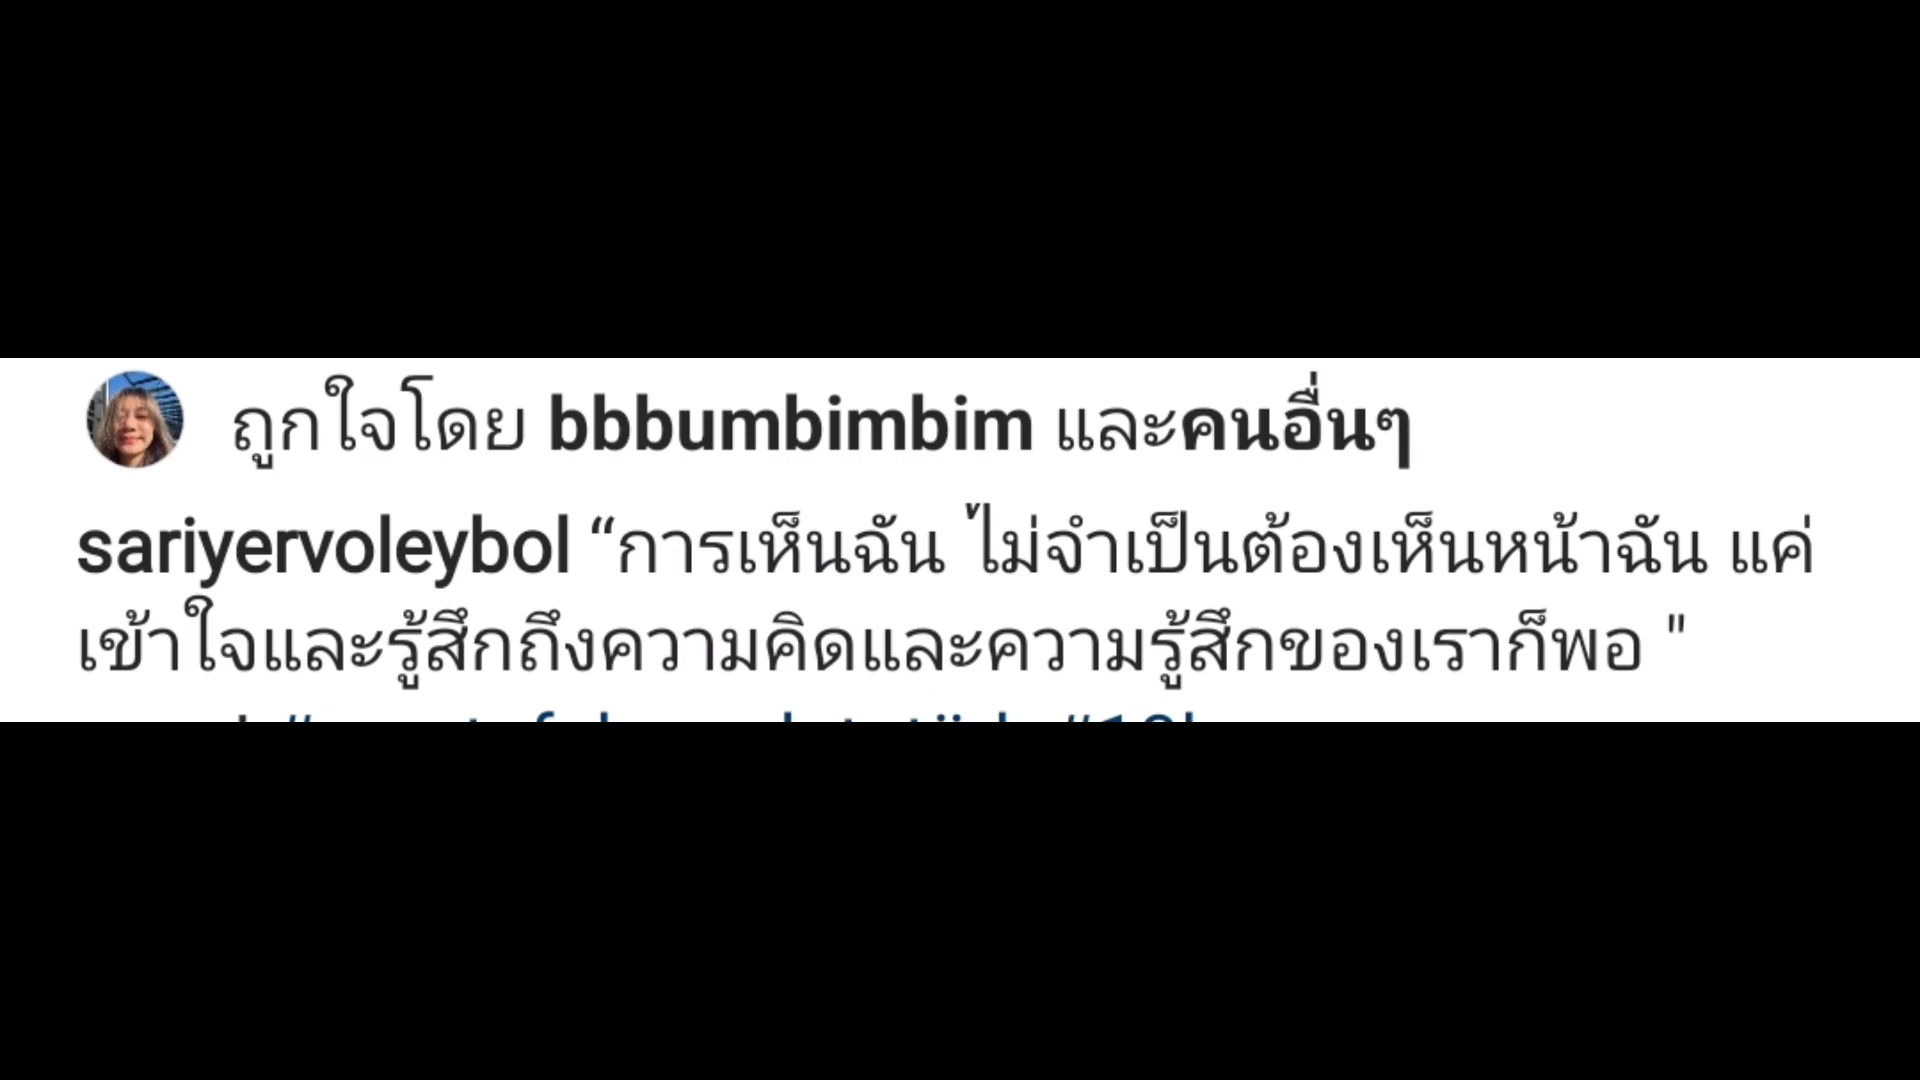 ถูกใจโดย bbbumbimbim และคนอื่นๆ
sariyervoleybol “การเห็นฉัน ไม่จำเป็นต้องเห็นหน้าฉัน แค่
เข้าใจและรู้สึกถึงความคิดและความรู้สึกของเราก็พอ "